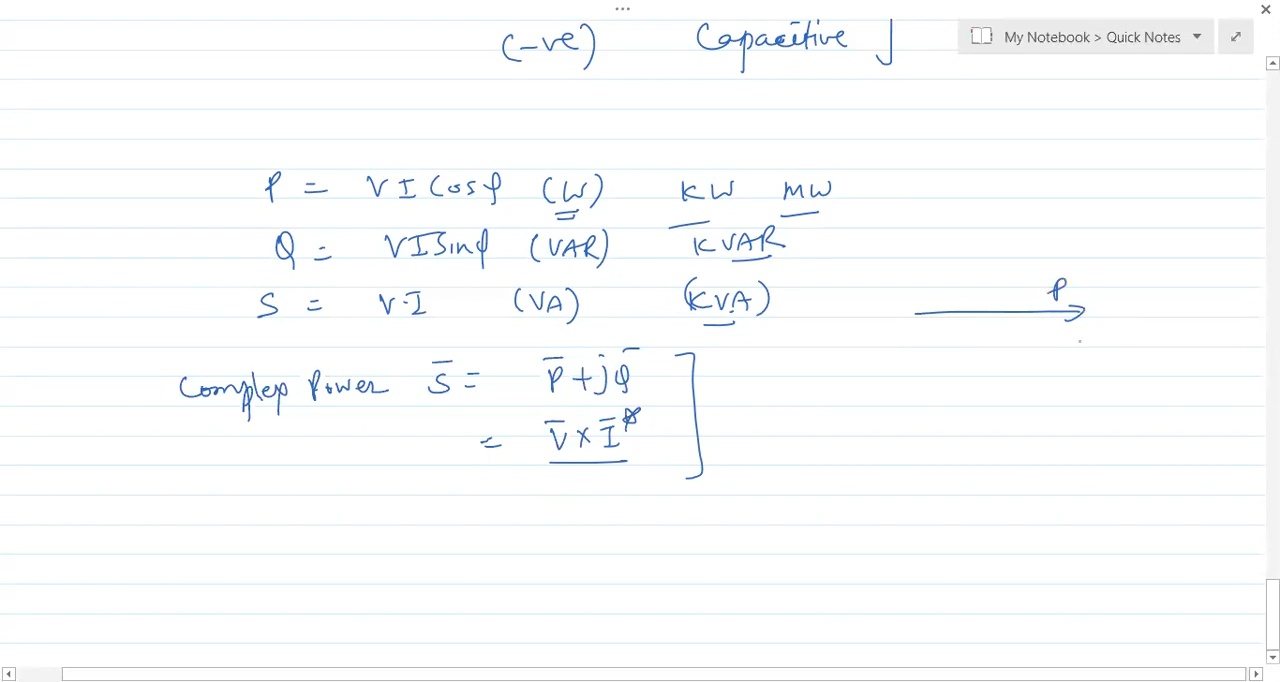 ...
My Notebook > Quick Notes
(-ve) Capacitive
P = VI Cosφ (W) KW MW
Q = VI Sinφ (VAR) KVAR
S = V·I (VA) (KVA)
P
Complex Power S̅ = P̅ + jQ̅
= V̅ × I̅*